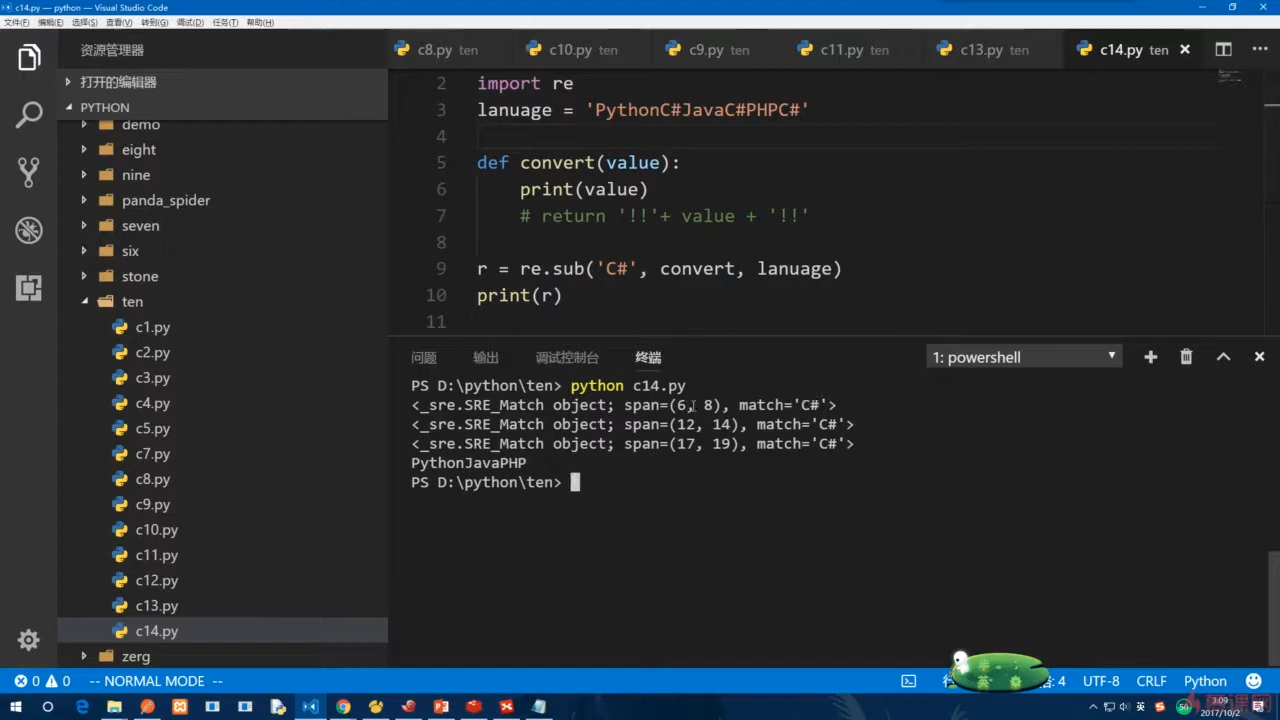 c14.py — python — Visual Studio Code
文件(F) 编辑(E) 选择(S) 查看(V) 转到(G) 调试(D) 任务(T) 帮助(H)
资源管理器
打开的编辑器
PYTHON
demo
eight
nine
panda_spider
seven
six
stone
ten
c1.py
c2.py
c3.py
c4.py
c5.py
c7.py
c8.py
c9.py
c10.py
c11.py
c12.py
c13.py
c14.py
zerg
c8.py ten c10.py ten c9.py ten c11.py ten c13.py ten c14.py ten
2 import re
3 lanuage = 'PythonC#JavaC#PHPC#'
4
5 def convert(value):
6 print(value)
7 # return '!!'+ value + '!!'
8
9 r = re.sub('C#', convert, lanuage)
10 print(r)
11
问题 输出 调试控制台 终端 1: powershell
PS D:\python\ten> python c14.py
<_sre.SRE_Match object; span=(6, 8), match='C#'>
<_sre.SRE_Match object; span=(12, 14), match='C#'>
<_sre.SRE_Match object; span=(17, 19), match='C#'>
PythonJavaPHP
PS D:\python\ten>
0 0 -- NORMAL MODE -- : 4 UTF-8 CRLF Python
英 3:09
2017/10/2